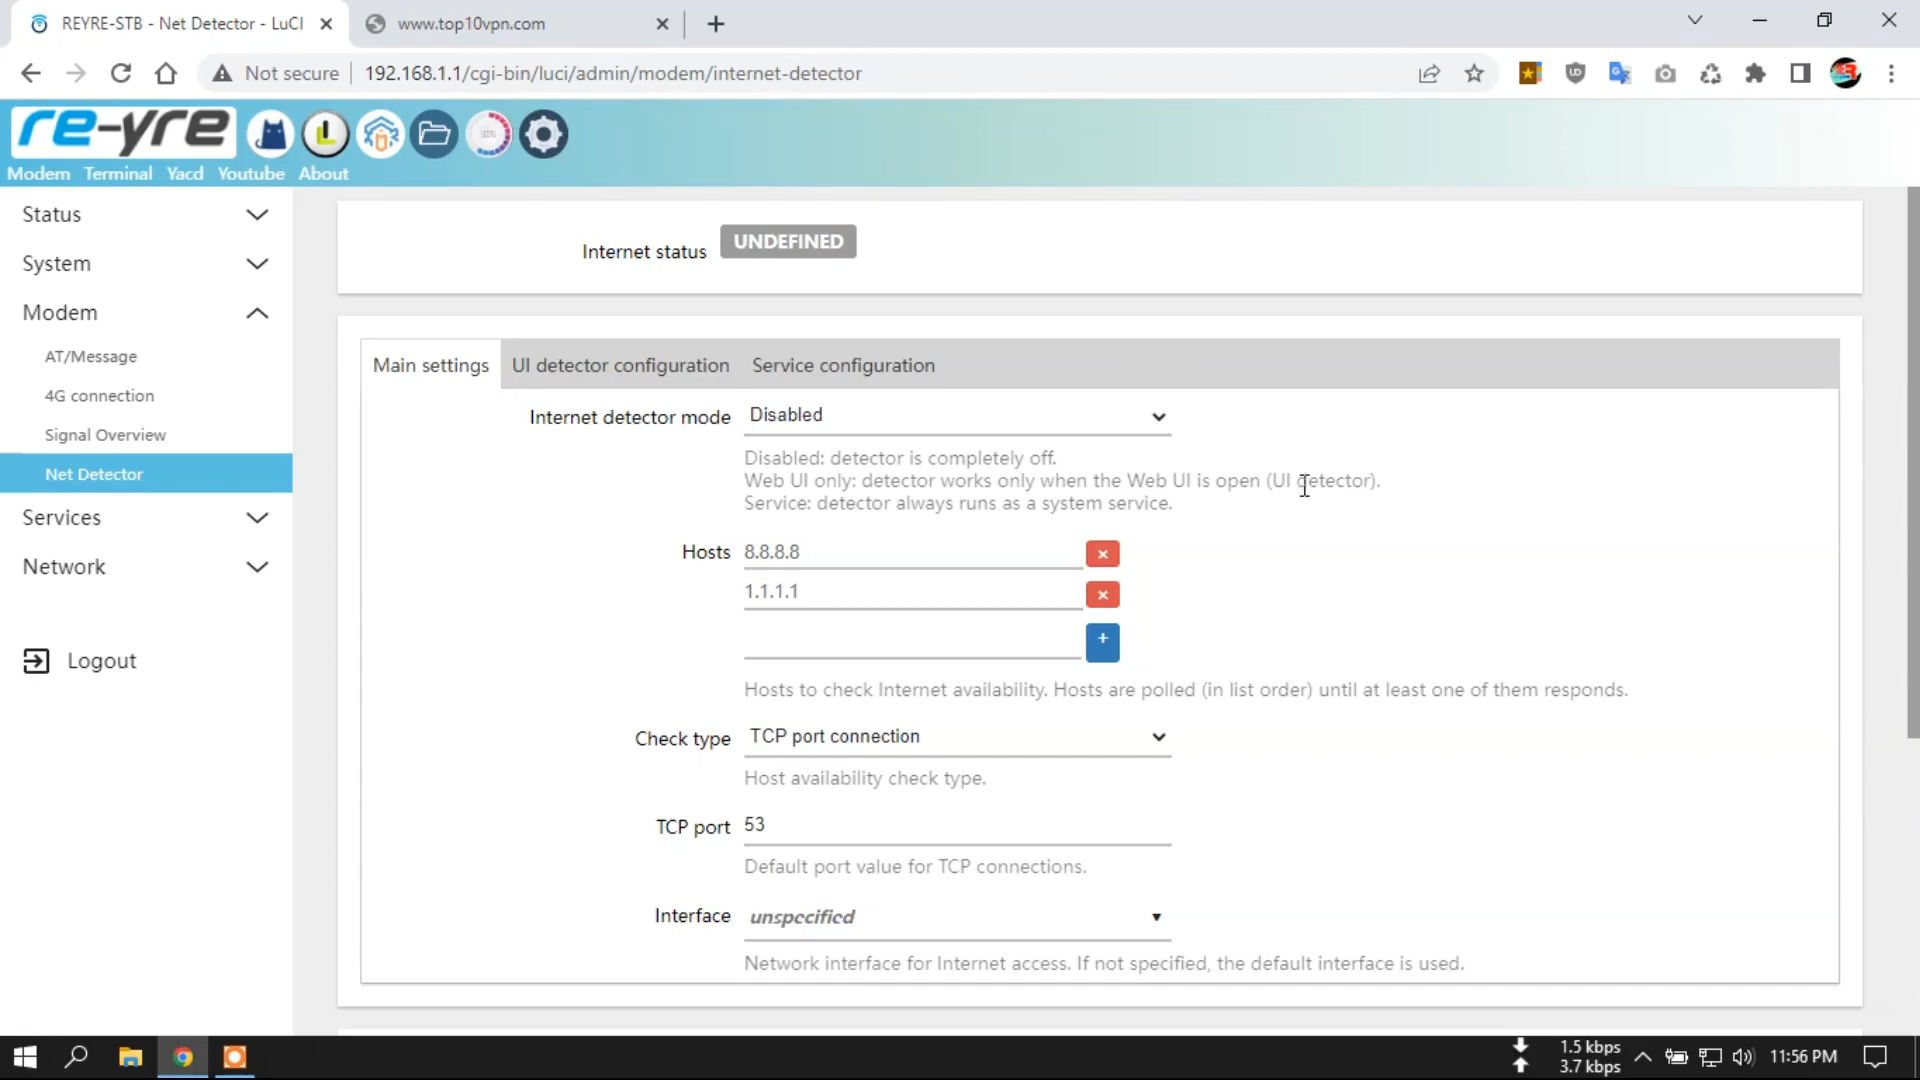 REYRE-STB - Net Detector - LuCI
www.top10vpn.com
Not secure
192.168.1.1/cgi-bin/luci/admin/modem/internet-detector
re-yre
Modem Terminal Yacd Youtube About
Status
System
Modem
AT/Message
4G connection
Signal Overview
Net Detector
Services
Network
Logout
Internet status UNDEFINED
Main settings UI detector configuration Service configuration
Internet detector mode Disabled
Disabled: detector is completely off.
Web UI only: detector works only when the Web UI is open (UI detector).
Service: detector always runs as a system service.
Hosts 8.8.8.8
1.1.1.1
+
Hosts to check Internet availability. Hosts are polled (in list order) until at least one of them responds.
Check type TCP port connection
Host availability check type.
TCP port 53
Default port value for TCP connections.
Interface unspecified
Network interface for Internet access. If not specified, the default interface is used.
1.5 kbps
3.7 kbps
11:56 PM